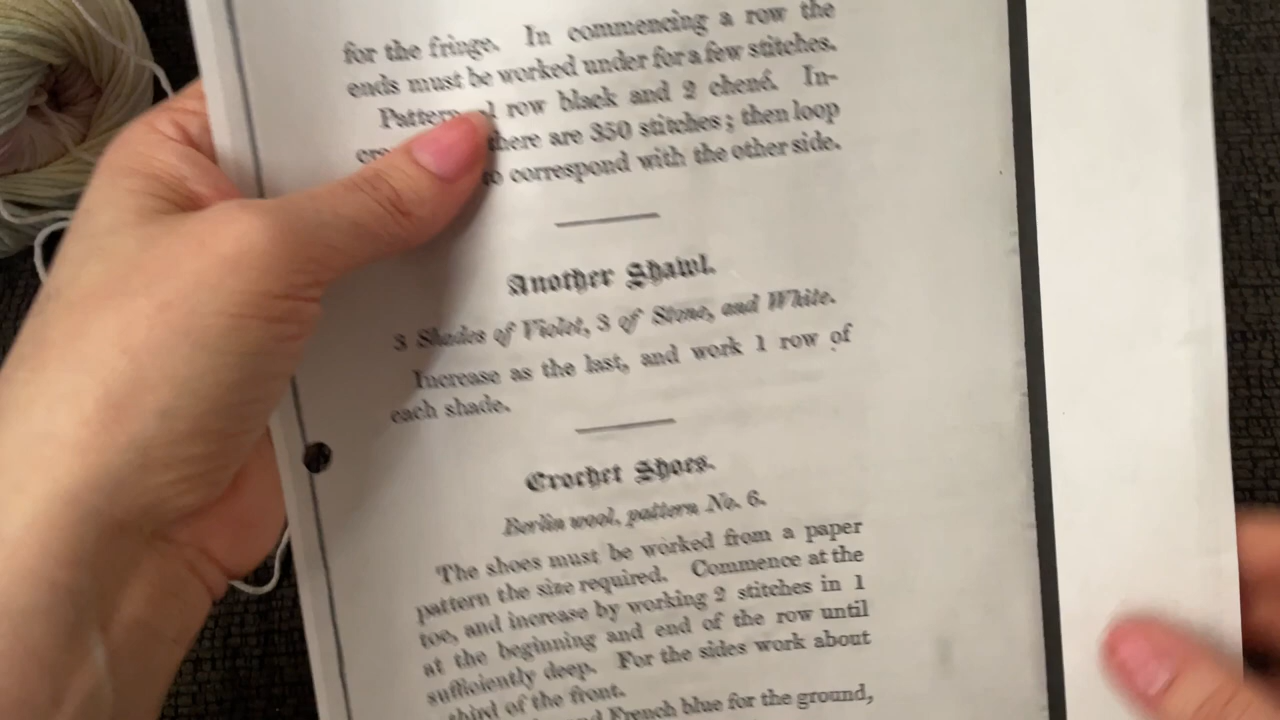 for the fringe. In commencing a row the
ends must be worked under for a few stitches.
Pattern 1 row black and 2 chené. In-
there are 350 stitches; then loop
to correspond with the other side.
Another Shawl.
3 Shades of Violet, 3 of Stone, and White.
Increase as the last, and work 1 row of
each shade.
Crochet Shoes.
Berlin wool, pattern No. 6.
The shoes must be worked from a paper
pattern the size required. Commence at the
toe, and increase by working 2 stitches in 1
at the beginning and end of the row until
sufficiently deep. For the sides work about
third of the front.
and French blue for the ground,